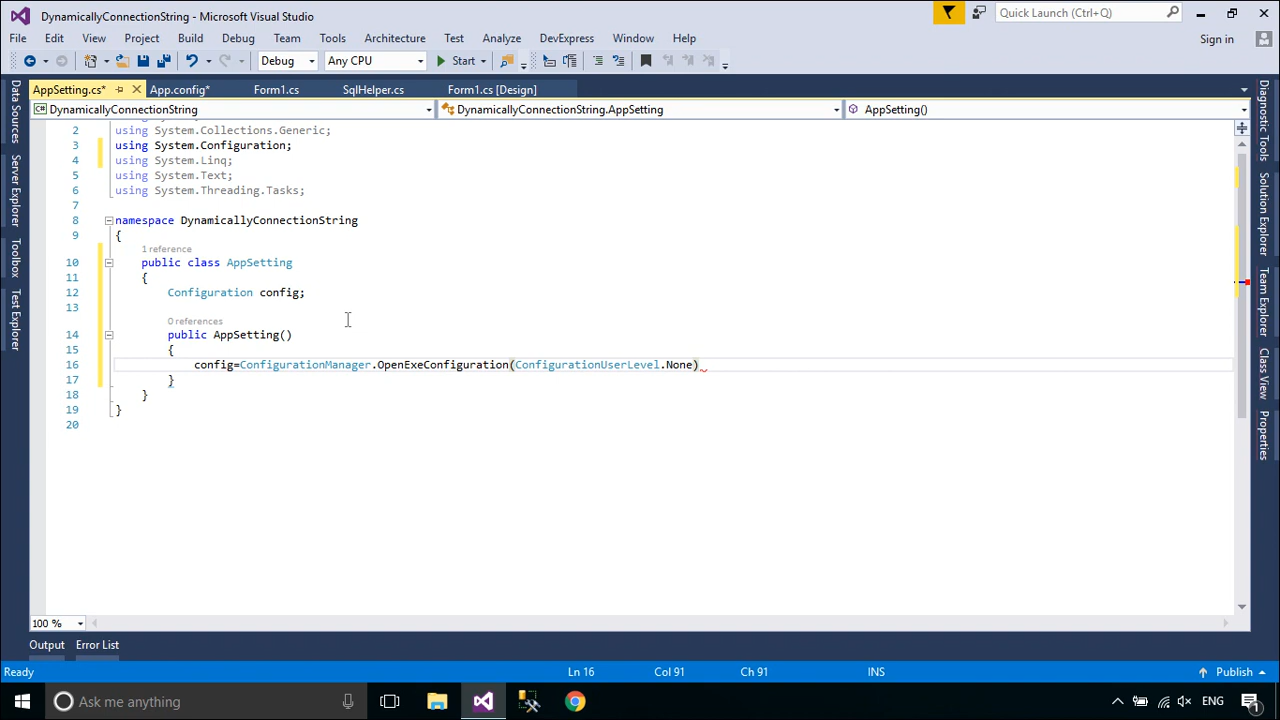 DynamicallyConnectionString - Microsoft Visual Studio
Quick Launch (Ctrl+Q)
File Edit View Project Build Debug Team Tools Architecture Test Analyze DevExpress Window Help
Sign in
Debug Any CPU Start
AppSetting.cs* App.config* Form1.cs SqlHelper.cs Form1.cs [Design]
DynamicallyConnectionString DynamicallyConnectionString.AppSetting AppSetting()
Data Sources
Server Explorer
Toolbox
Test Explorer
2 using System.Collections.Generic;
3 using System.Configuration;
4 using System.Linq;
5 using System.Text;
6 using System.Threading.Tasks;
7
8 namespace DynamicallyConnectionString
9 {
1 reference
10 public class AppSetting
11 {
12 Configuration config;
13
0 references
14 public AppSetting()
15 {
16 config=ConfigurationManager.OpenExeConfiguration(ConfigurationUserLevel.None)
17 }
18 }
19 }
20
Diagnostic Tools
Solution Explorer
Team Explorer
Class View
Properties
100 %
Output Error List
Ready Ln 16 Col 91 Ch 91 INS Publish
Ask me anything ENG 1